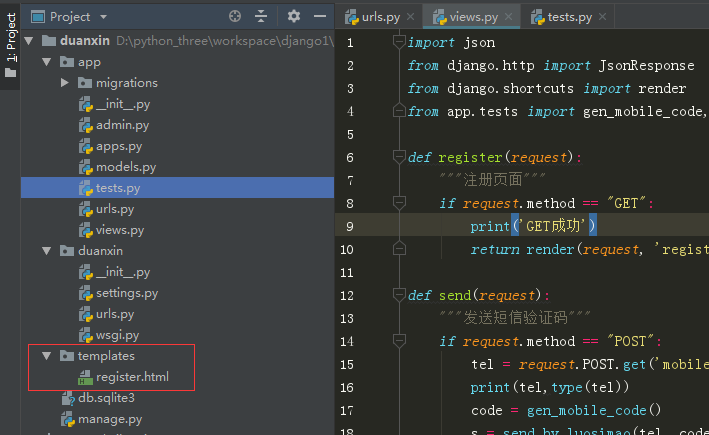 1: Project
Project
duanxin D:\python_three\workspace\django1\
app
migrations
__init__.py
admin.py
apps.py
models.py
tests.py
urls.py
views.py
duanxin
__init__.py
settings.py
urls.py
wsgi.py
templates
register.html
db.sqlite3
manage.py
urls.py views.py tests.py
1 import json
2 from django.http import JsonResponse
3 from django.shortcuts import render
4 from app.tests import gen_mobile_code,
5
6 def register(request):
7 """注册页面"""
8 if request.method == "GET":
9 print('GET成功')
10 return render(request, 'regist
11
12 def send(request):
13 """发送短信验证码"""
14 if request.method == "POST":
15 tel = request.POST.get('mobile
16 print(tel,type(tel))
17 code = gen_mobile_code()
18 s = send_by_luosimao(tel, code